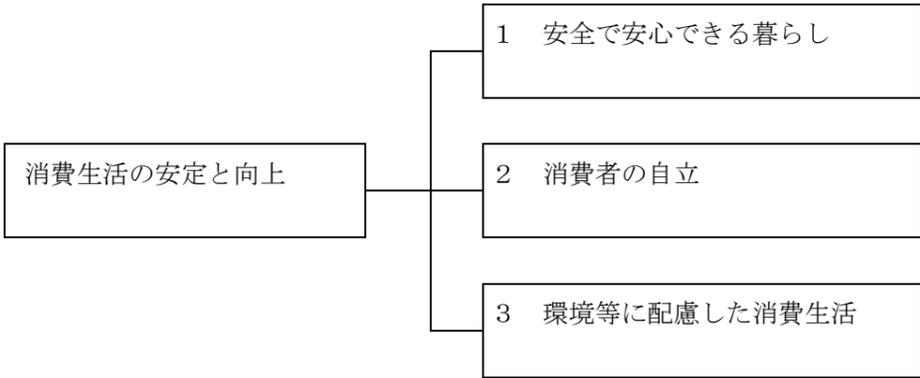 1　安全で安心できる暮らし
消費生活の安定と向上
2　消費者の自立
3　環境等に配慮した消費生活